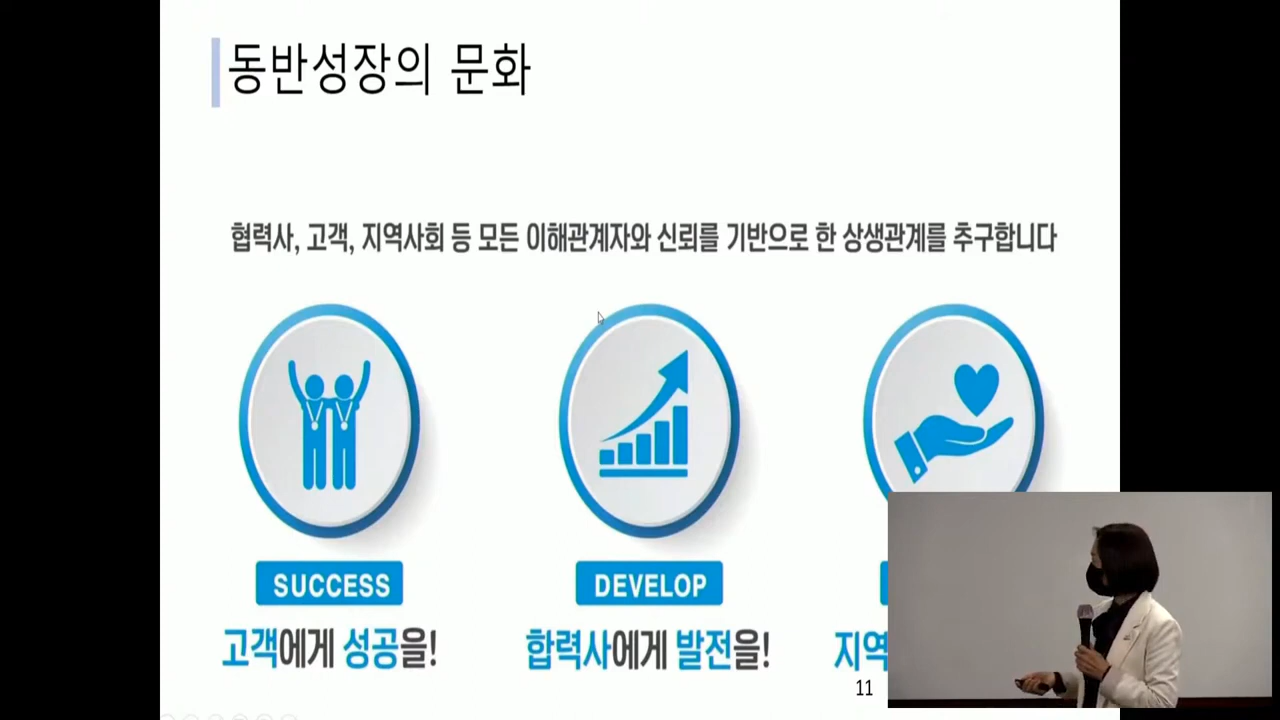 동반성장의 문화
협력사, 고객, 지역사회 등 모든 이해관계자와 신뢰를 기반으로 한 상생관계를 추구합니다
SUCCESS
DEVELOP
고객에게 성공을!
합력사에게 발전을!
지역
11